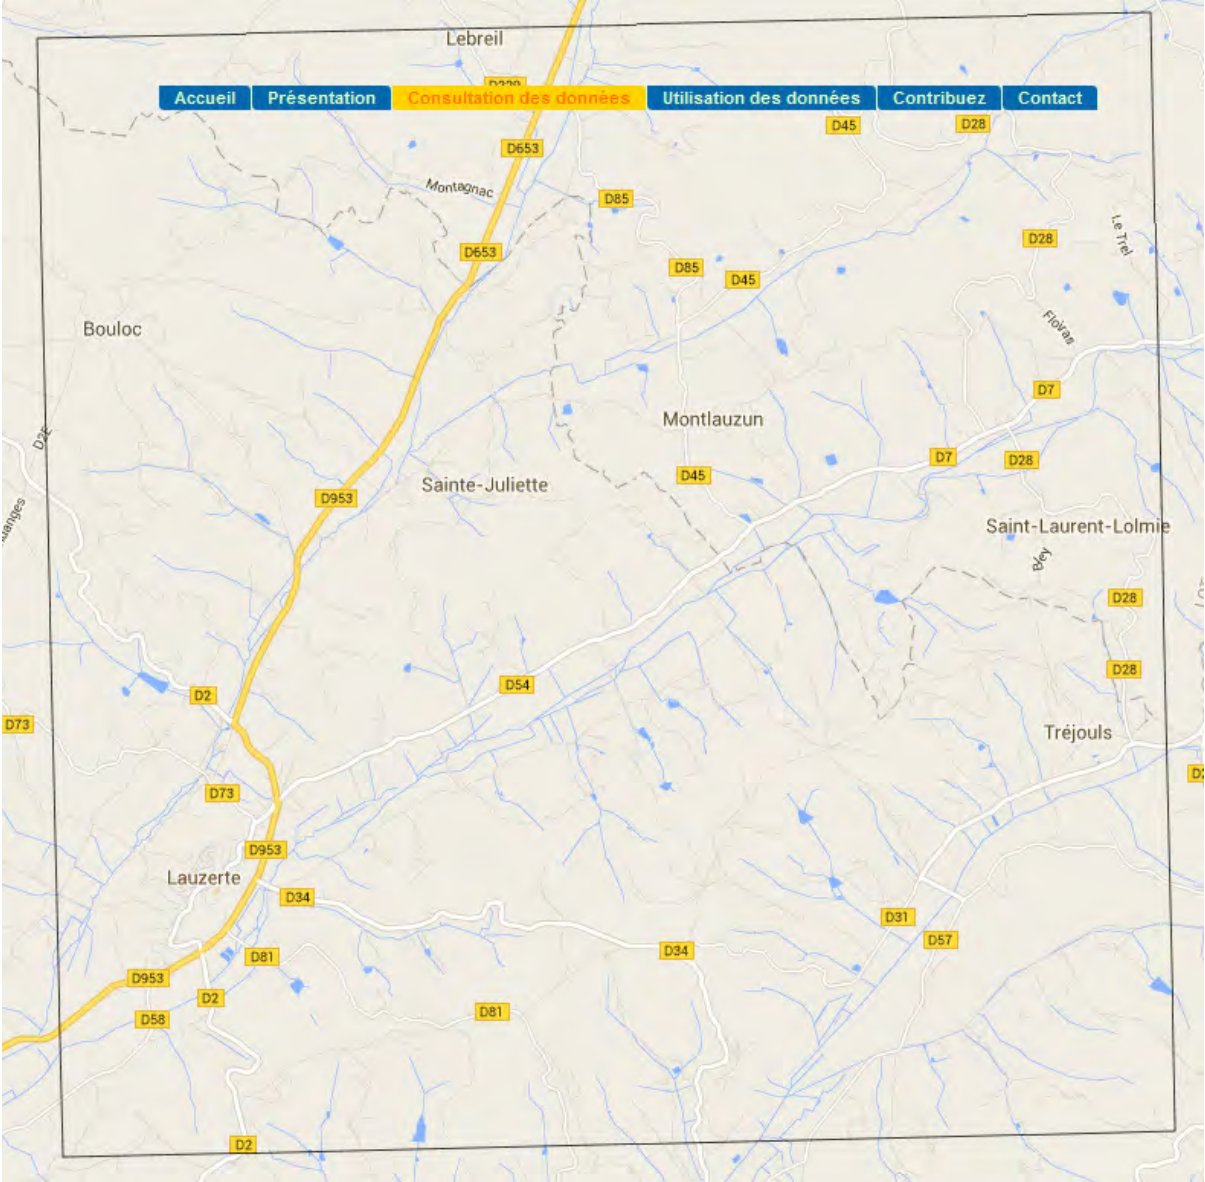 Lebreil
Accueil
Présentation
Consultation des données
Utilisation des données
Contribuez
Contact
D45
D28
D653
Montagnac
D85
Le Trel
D28
D653
D85
D45
Bouloc
Floiras
D7
Montlauzun
D2E
D7
D28
D45
Sainte-Juliette
D953
Saint-Laurent-Lolmie
D28
D28
D54
D2
D73
Tréjouls
D73
D953
Lauzerte
D34
D31
D57
D34
D81
D953
D2
D81
D58
D2